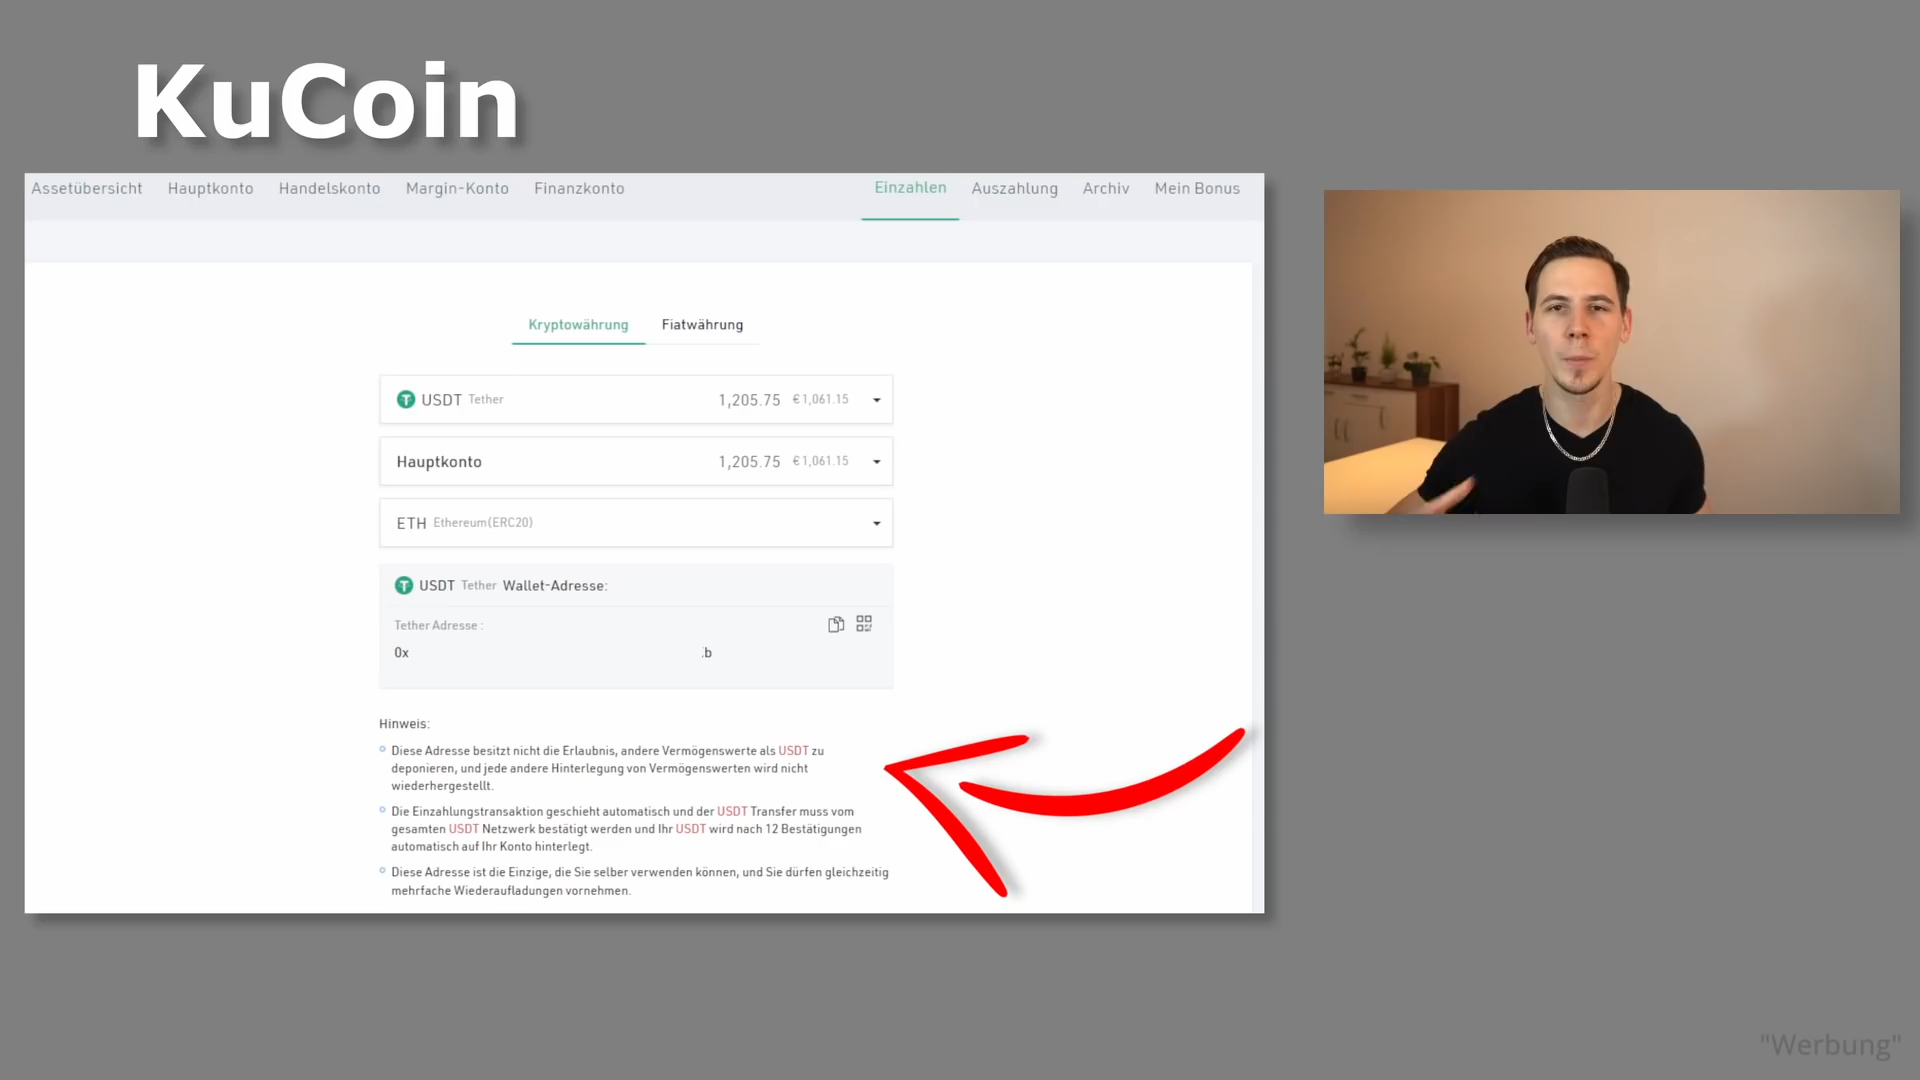 KuCoin
Assetübersicht Hauptkonto Handelskonto Margin-Konto Finanzkonto Einzahlen Auszahlung Archiv Mein Bonus
Kryptowährung Fiatwährung
USDT Tether 1,205.75 €1,061.15
Hauptkonto 1,205.75 €1,061.15
ETH Ethereum(ERC20)
USDT Tether Wallet-Adresse:
Tether Adresse :
0x b
Hinweis:
Diese Adresse besitzt nicht die Erlaubnis, andere Vermögenswerte als USDT zu
deponieren, und jede andere Hinterlegung von Vermögenswerten wird nicht
wiederhergestellt.
Die Einzahlungstransaktion geschieht automatisch und der USDT Transfer muss vom
gesamten USDT Netzwerk bestätigt werden und Ihr USDT wird nach 12 Bestätigungen
automatisch auf Ihr Konto hinterlegt.
Diese Adresse ist die Einzige, die Sie selber verwenden können, und Sie dürfen gleichzeitig
mehrfache Wiederaufladungen vornehmen.
"Werbung"